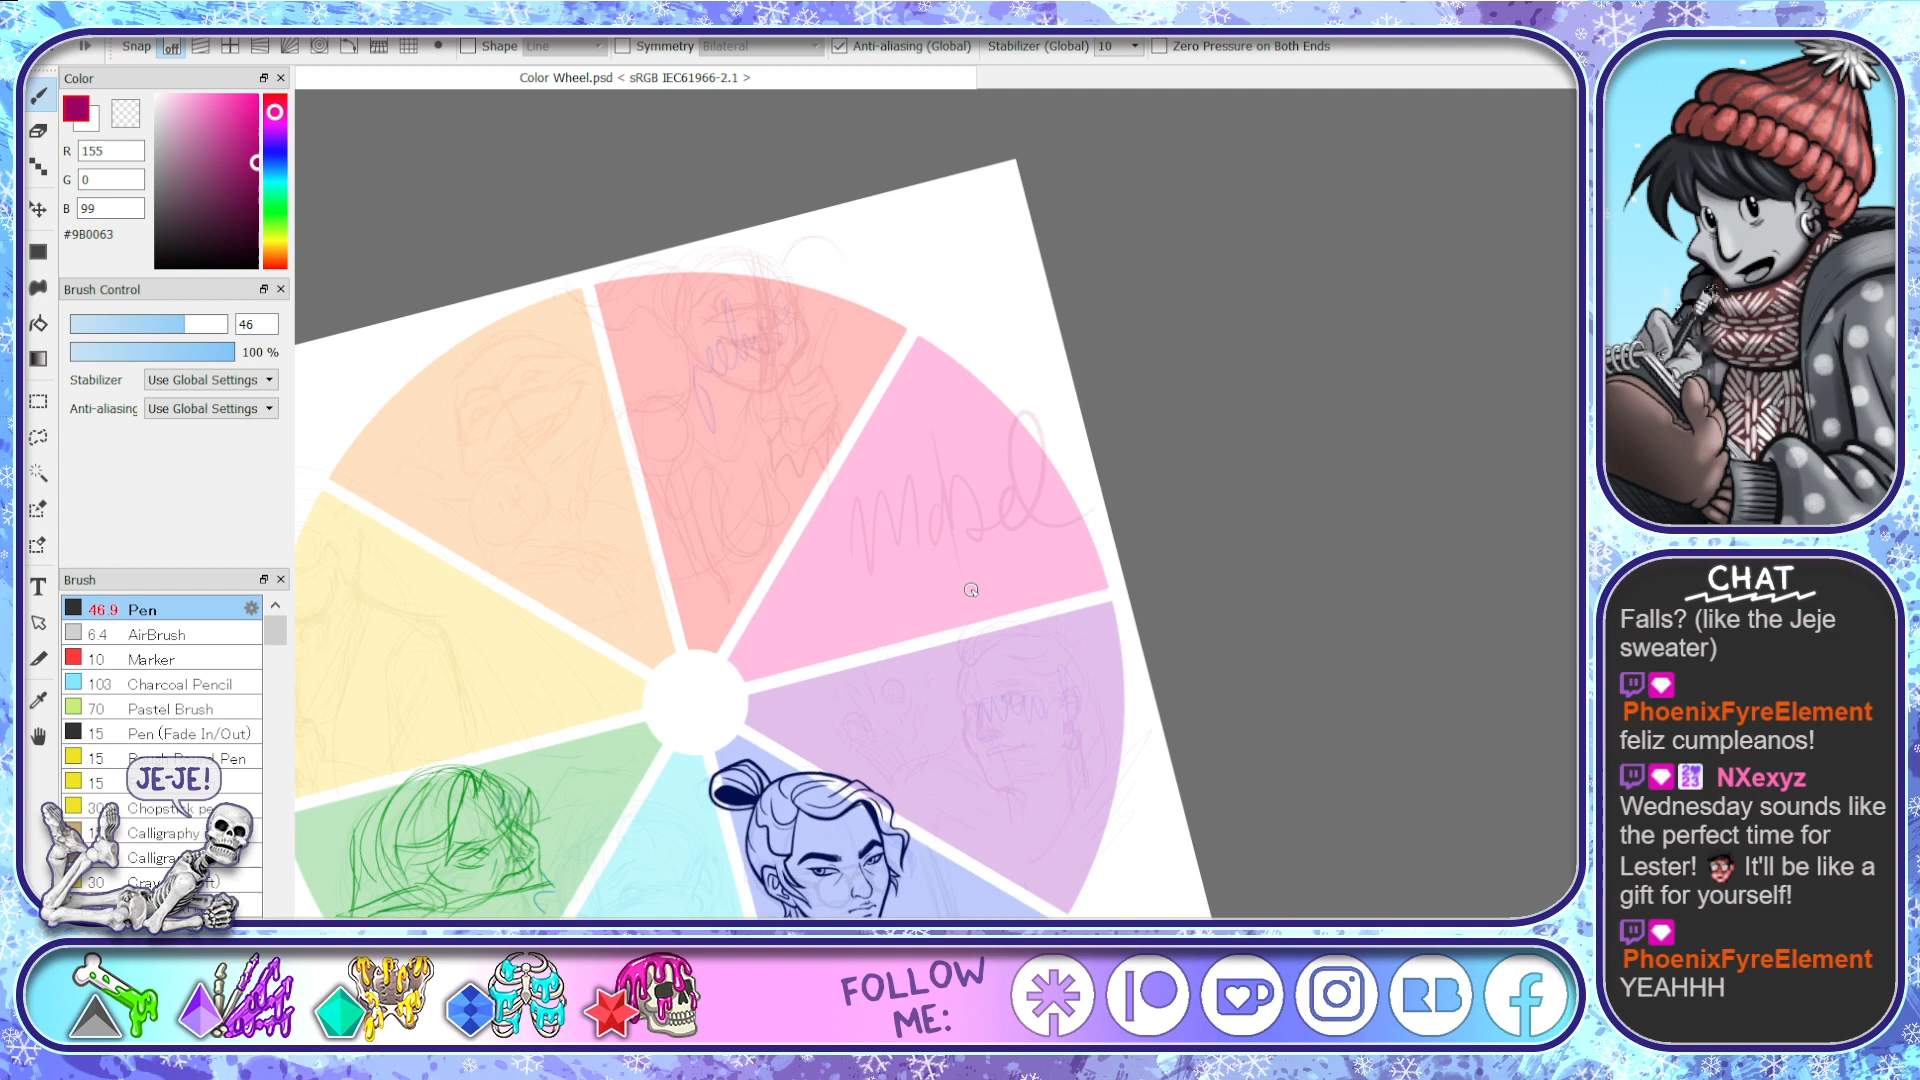 Snap
off
Shape
Line
Symmetry
Bilateral
Anti-aliasing (Global)
Stabilizer (Global)
10
Zero Pressure on Both Ends
Color
Color Wheel.psd < sRGB IEC61966-2.1 >
R 155
G 0
B 99
#9B0063
Brush Control
46
100 %
Stabilizer
Use Global Settings
Anti-aliasing
Use Global Settings
Brush
46.9 Pen
6.4 AirBrush
10 Marker
103 Charcoal Pencil
70 Pastel Brush
15 Pen (Fade In/Out)
15
15
Calligraphy
30
JE-JE!
CHAT
Falls? (like the Jeje
sweater)
PhoenixFyreElement
feliz cumpleanos!
NXexyz
Wednesday sounds like
the perfect time for
Lester! It'll be like a
gift for yourself!
PhoenixFyreElement
YEAHHH
FOLLOW
ME:
RB